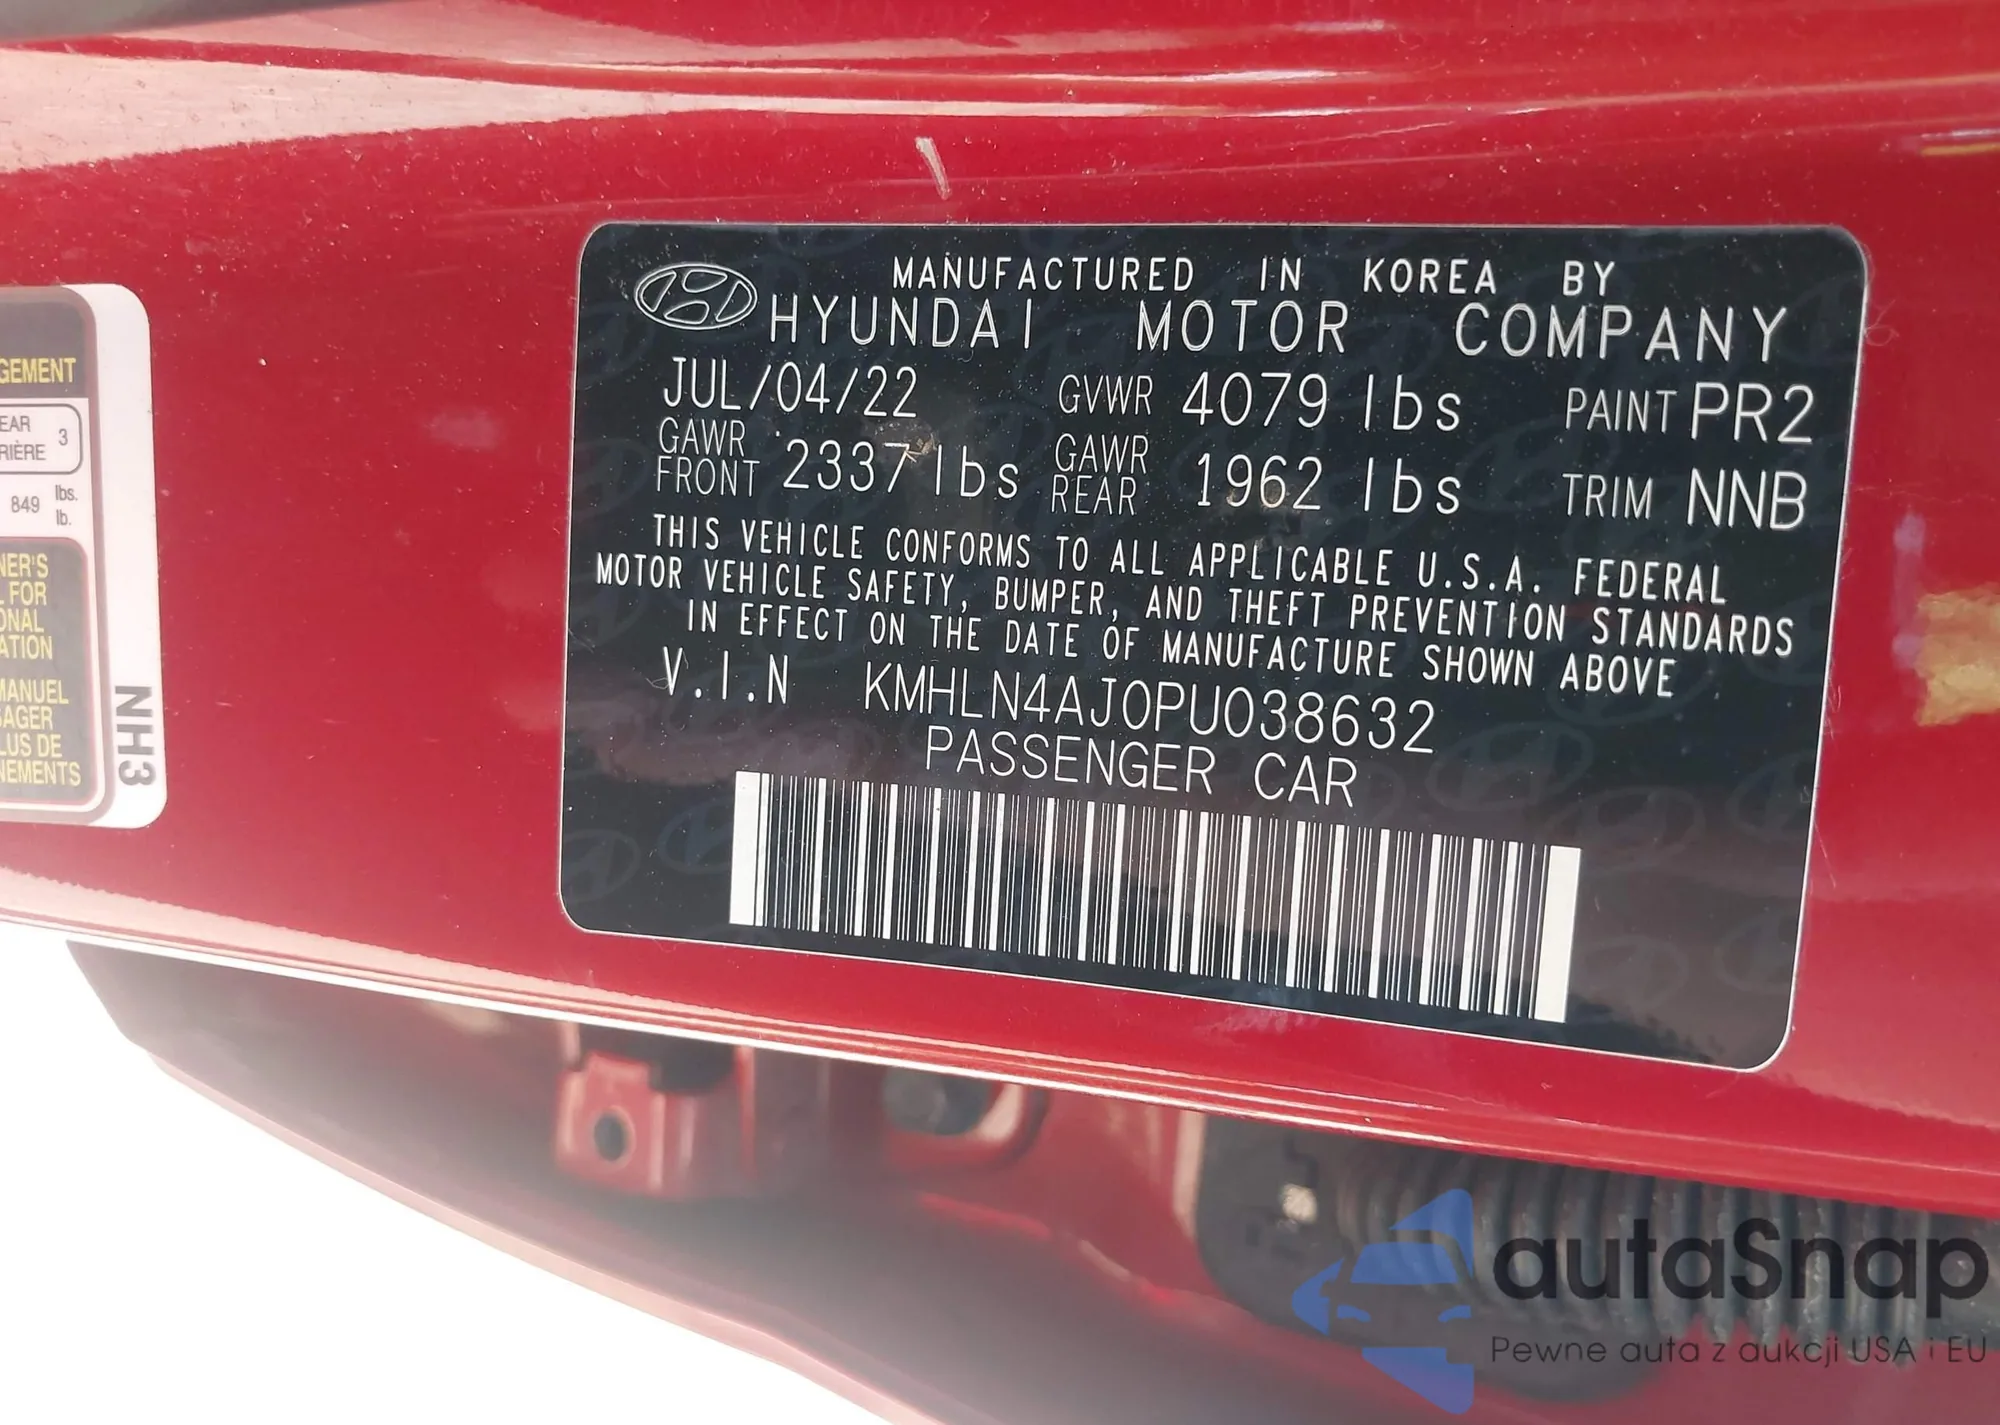 GEMENT
EAR
RIÈRE 3
849 lbs.
lb.
NER'S
L FOR
ONAL
ATION
MANUEL
SAGER
LUS DE
NEMENTS
NH3
MANUFACTURED IN KOREA BY
HYUNDAI MOTOR COMPANY
JUL/04/22 GVWR 4079 lbs PAINT PR2
GAWR FRONT 2337 lbs GAWR REAR 1962 lbs TRIM NNB
THIS VEHICLE CONFORMS TO ALL APPLICABLE U.S.A. FEDERAL
MOTOR VEHICLE SAFETY, BUMPER, AND THEFT PREVENTION STANDARDS
IN EFFECT ON THE DATE OF MANUFACTURE SHOWN ABOVE
V.I.N KMHLN4AJ0PU038632
PASSENGER CAR
autaSnap
Pewne auta z aukcji USA i EU